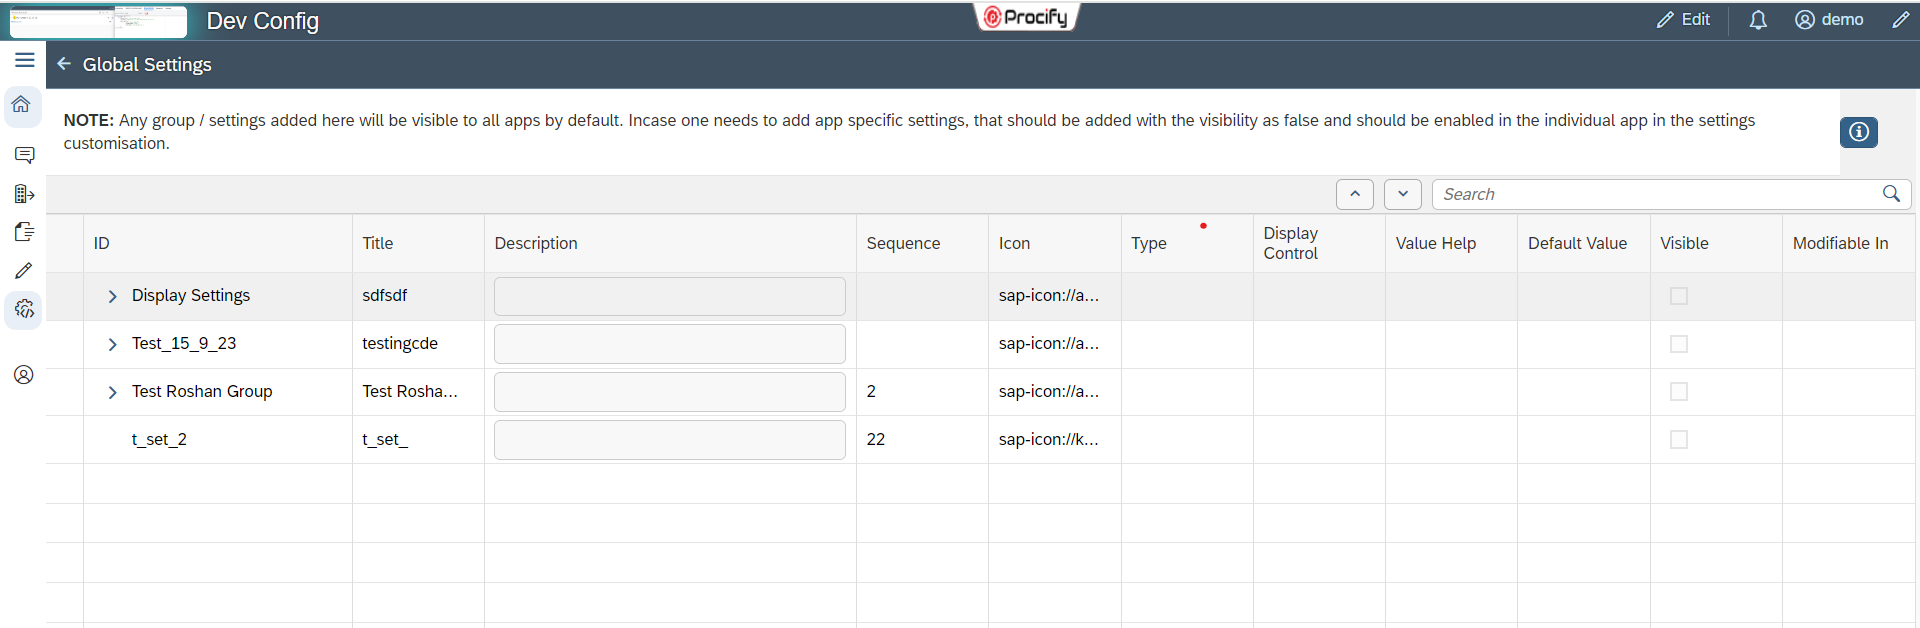 Dev Config
Procify
Edit
demo
Global Settings
NOTE: Any group / settings added here will be visible to all apps by default. Incase one needs to add app specific settings, that should be added with the visibility as false and should be enabled in the individual app in the settings
customisation.
Search
ID Title Description Sequence Icon Type Display Control Value Help Default Value Visible Modifiable In
Display Settings sdfsdf sap-icon://a...
Test_15_9_23 testingcde sap-icon://a...
Test Roshan Group Test Rosha... 2 sap-icon://a...
t_set_2 t_set_ 22 sap-icon://k...